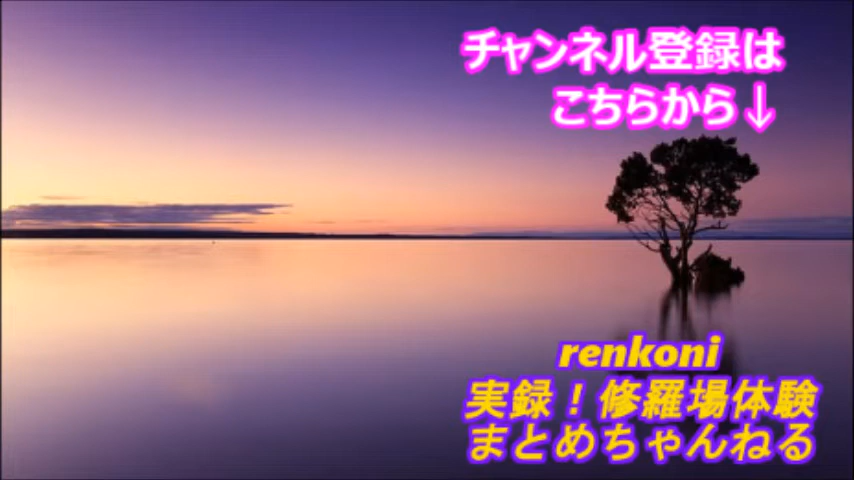 チャンネル登録は
こちらから↓
renkoni
実録！修羅場体験
まとめちゃんねる